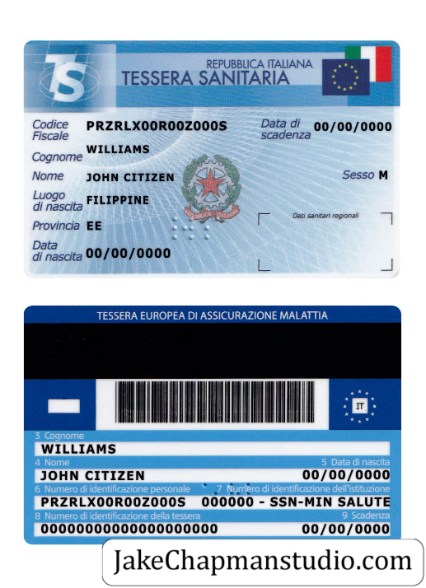 TS
REPUBBLICA ITALIANA
TESSERA SANITARIA
Codice Fiscale PRZRLX00R00Z000S Data di scadenza 00/00/0000
Cognome WILLIAMS
Nome JOHN CITIZEN Sesso M
Luogo di nascita FILIPPINE
Dati sanitari regionali
Provincia EE
Data di nascita 00/00/0000
TESSERA EUROPEA DI ASSICURAZIONE MALATTIA
IT
3 Cognome
WILLIAMS
4 Nome 5 Data di nascita
JOHN CITIZEN 00/00/0000
6 Numero di identificazione personale 7 Numero di identificazione dell'istituzione
PRZRLX00R00Z000S 000000 - SSN-MIN SALUTE
8 Numero di identificazione della tessera 9 Scadenza
00000000000000000000 00/00/0000
JakeChapmanstudio.com